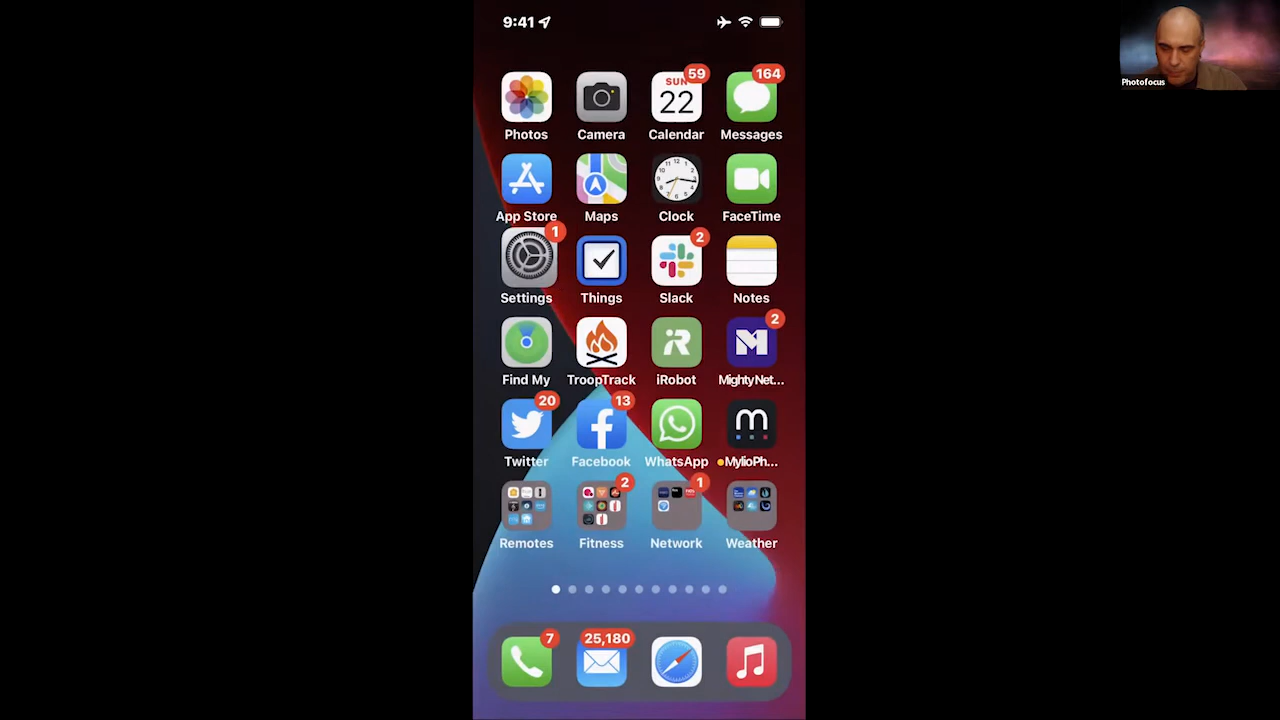 9:41
Photofocus
59 164
SUN
22
Photos Camera Calendar Messages
App Store Maps Clock FaceTime
1 2
Settings Things Slack Notes
2
Find My TroopTrack iRobot MightyNet...
20 13
Twitter Facebook WhatsApp MylioPh...
2 1
Remotes Fitness Network Weather
7 25,180